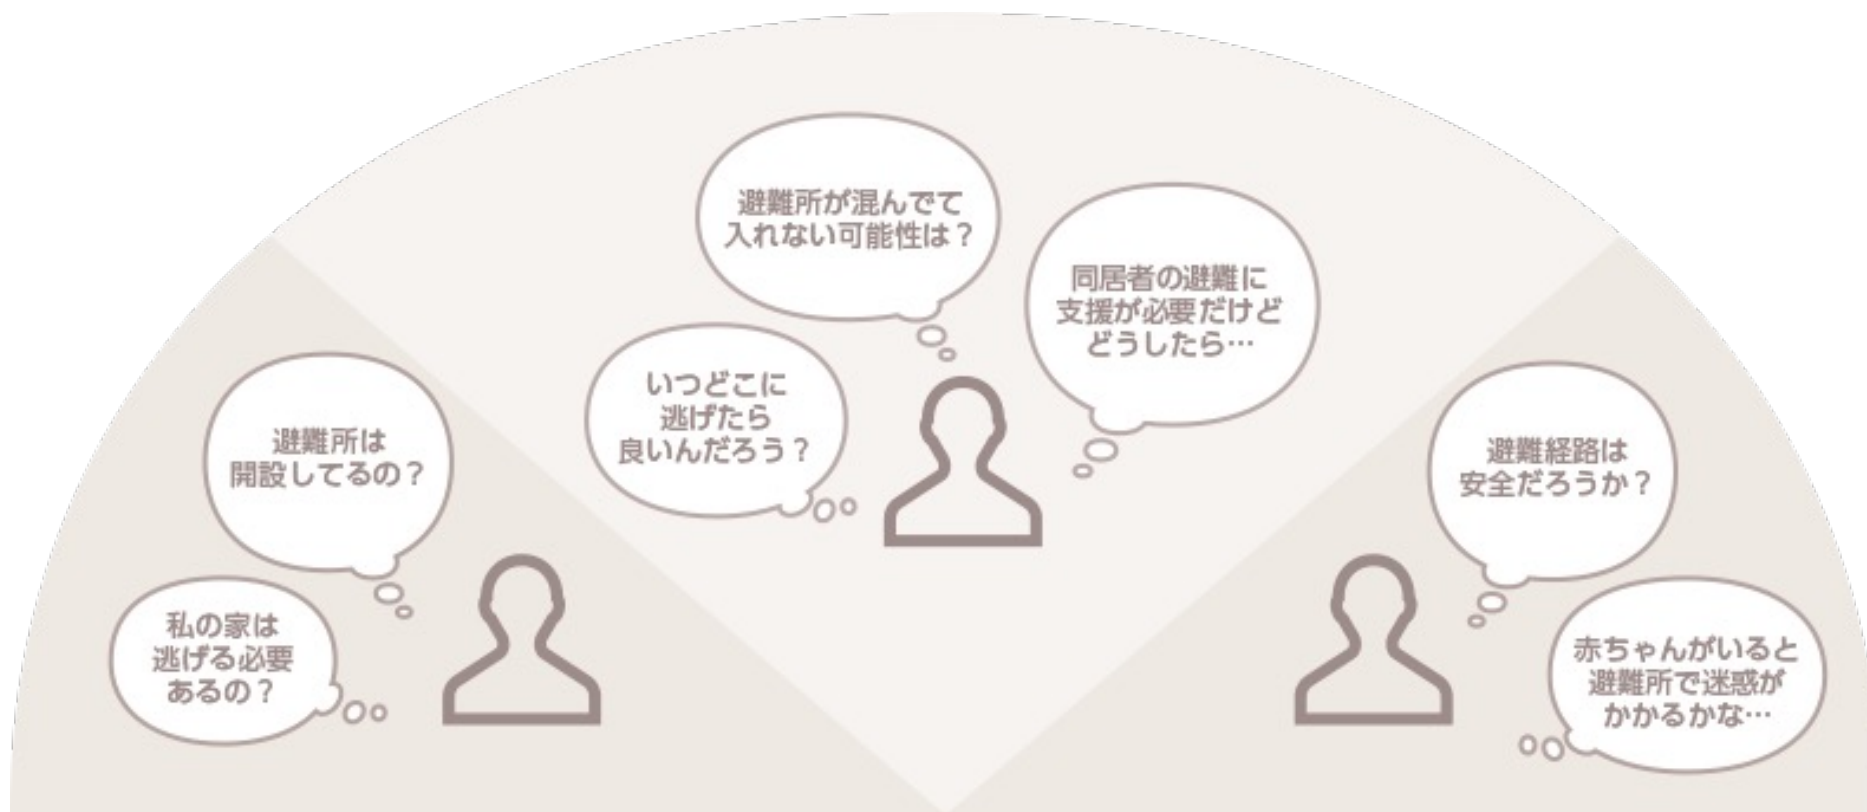 避難所は
開設してるの？
私の家は
逃げる必要
あるの？
避難所が混んでて
入れない可能性は？
いつどこに
逃げたら
良いんだろう？
同居者の避難に
支援が必要だけど
どうしたら…
避難経路は
安全だろうか？
赤ちゃんがいると
避難所で迷惑が
かかるかな…